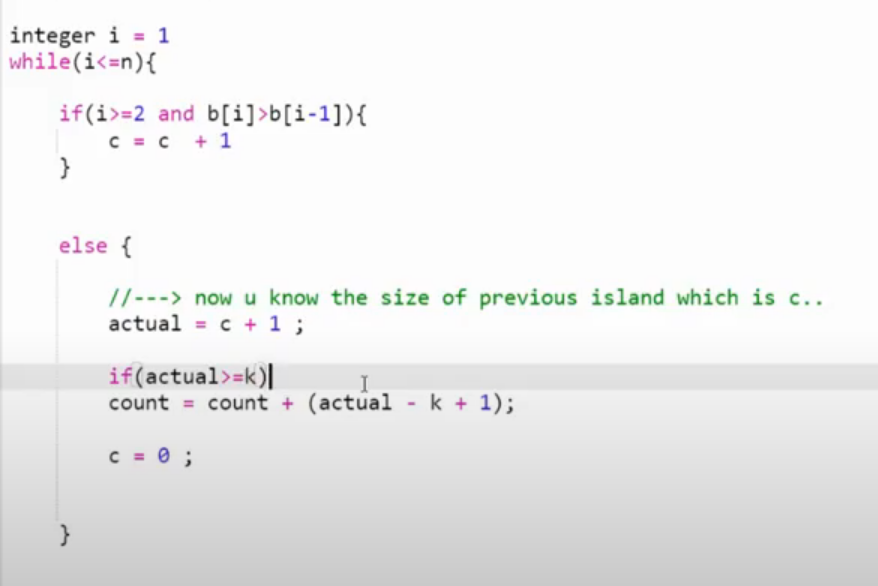 integer i = 1
while(i<=n){
if(i>=2 and b[i]>b[i-1]){
c = c  + 1
}
else {
//---> now u know the size of previous island which is c..
actual = c + 1 ;
if(actual>=k)
count = count + (actual - k + 1);
c = 0 ;
}